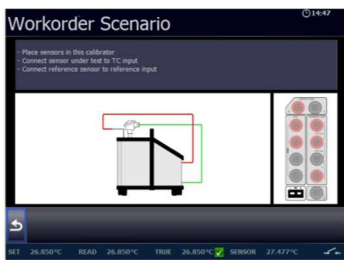 14:47
Workorder Scenario
- Place sensors in this calibrator
- Connect sensor under test to TC input
- Connect reference sensor to reference input
SET 26.850°C READ 26.850°C TRUE 26.850°C SENSOR 27.477°C